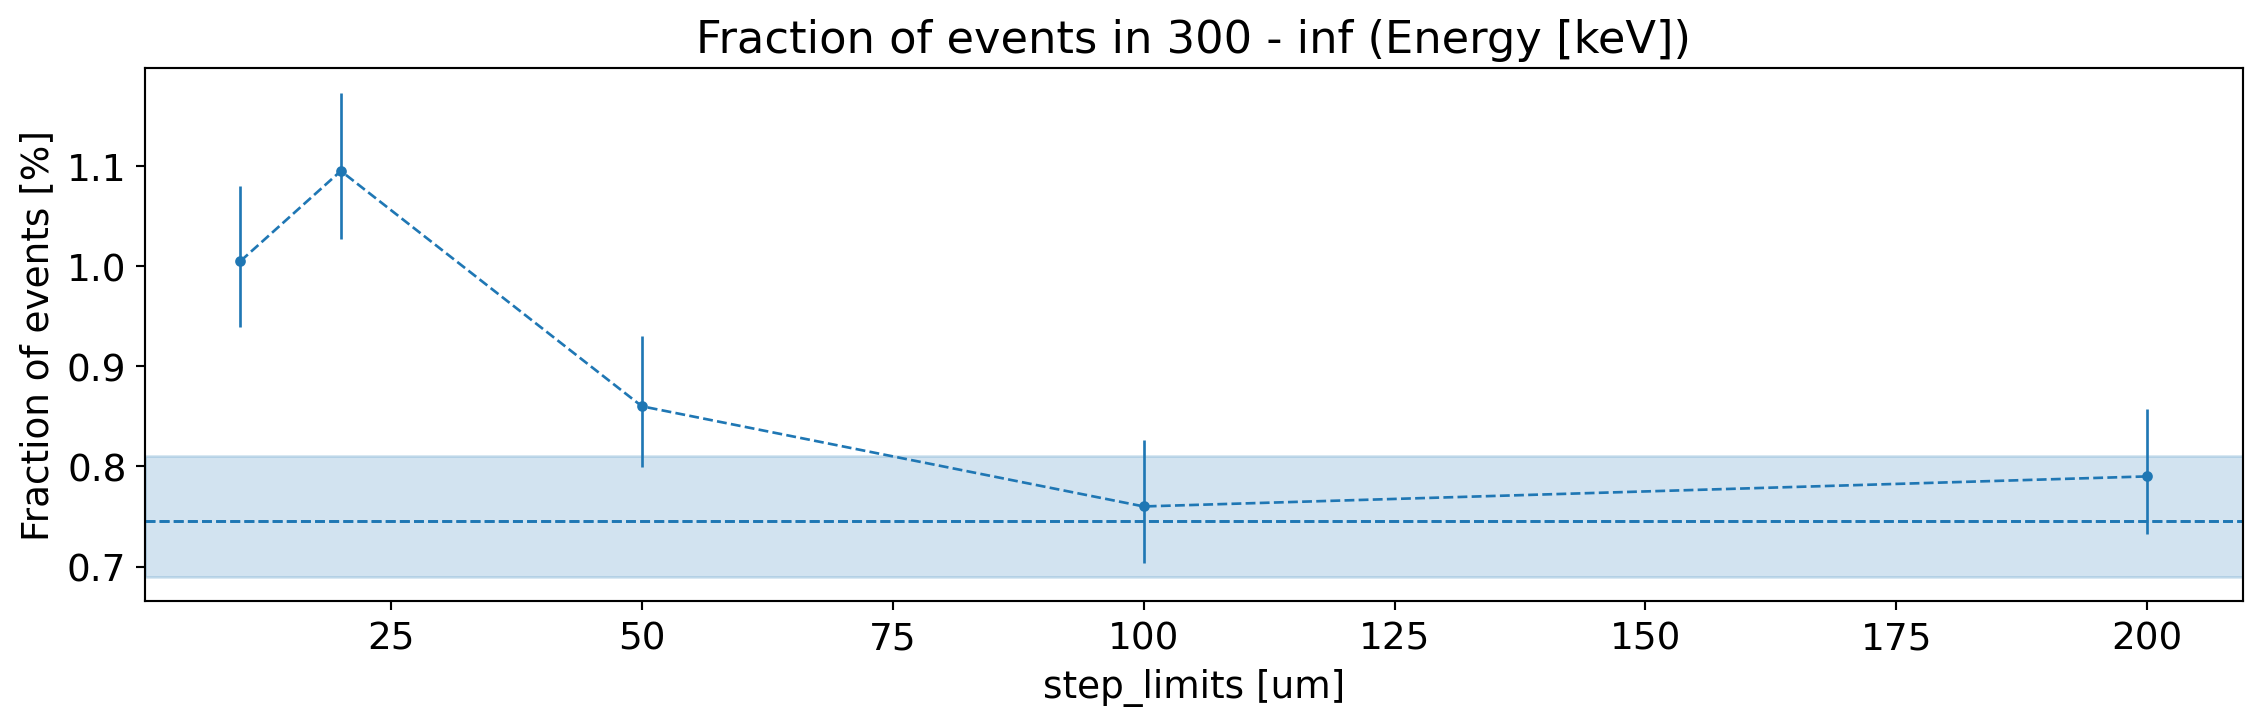 Fraction of events in 300 - inf (Energy [keV])
Fraction of events [%]
1.1
1.0
0.9
0.8
0.7
25 50 75 100 125 150 175 200
step_limits [um]